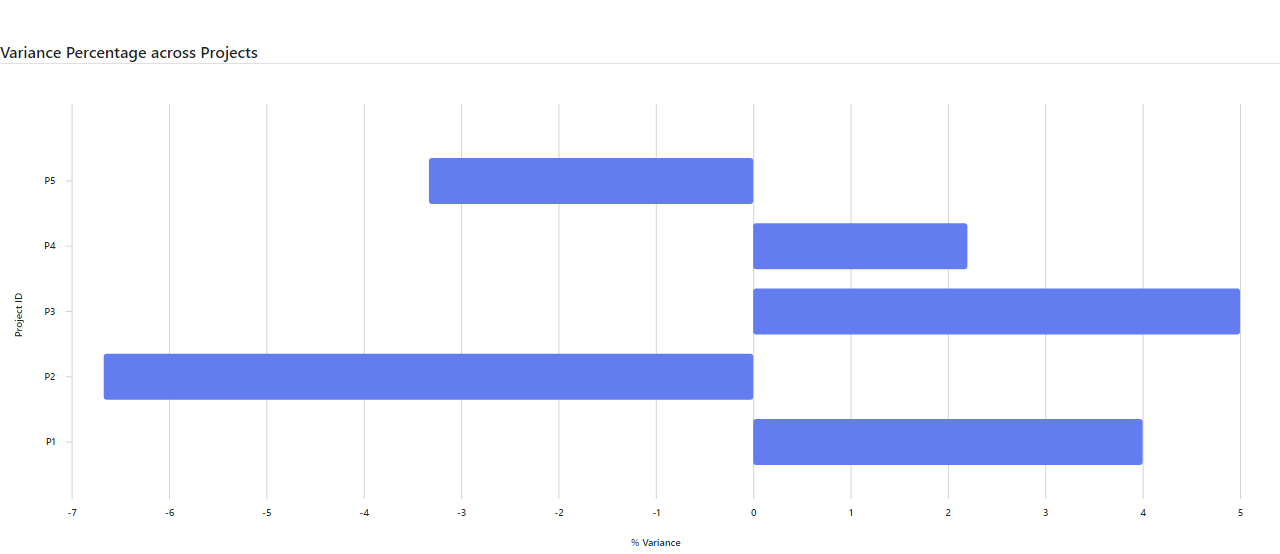 Variance Percentage across Projects
P5
P4
P3
P2
P1
Project ID
-7 -6 -5 -4 -3 -2 -1 0 1 2 3 4 5
% Variance